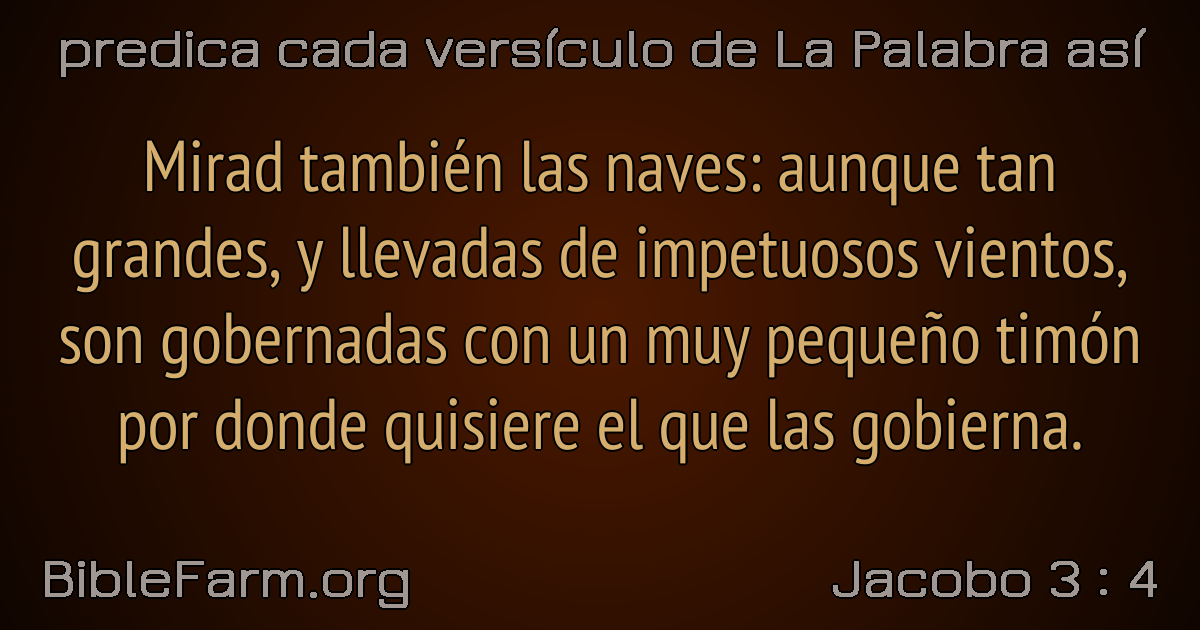 predica cada versículo de La Palabra así
Mirad también las naves: aunque tan
grandes, y llevadas de impetuosos vientos,
son gobernadas con un muy pequeño timón
por donde quisiere el que las gobierna.
BibleFarm.org
Jacobo 3 : 4